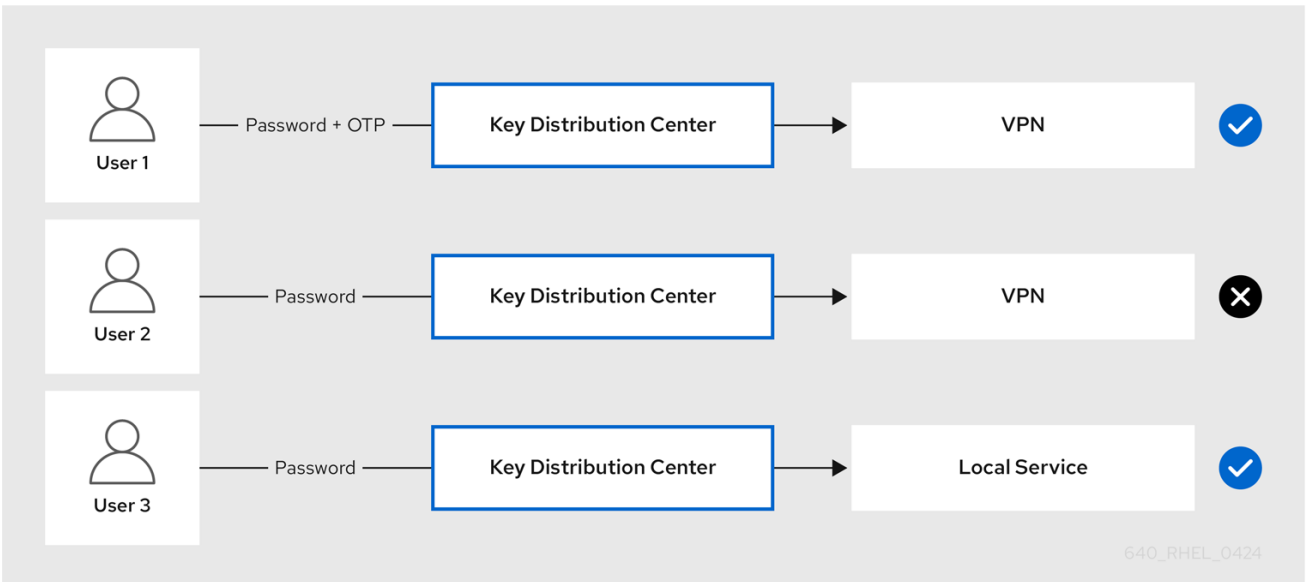 Password + OTP
Key Distribution Center
VPN
User 1
Password
Key Distribution Center
VPN
User 2
Password
Key Distribution Center
Local Service
User 3
640_RHEL_0424